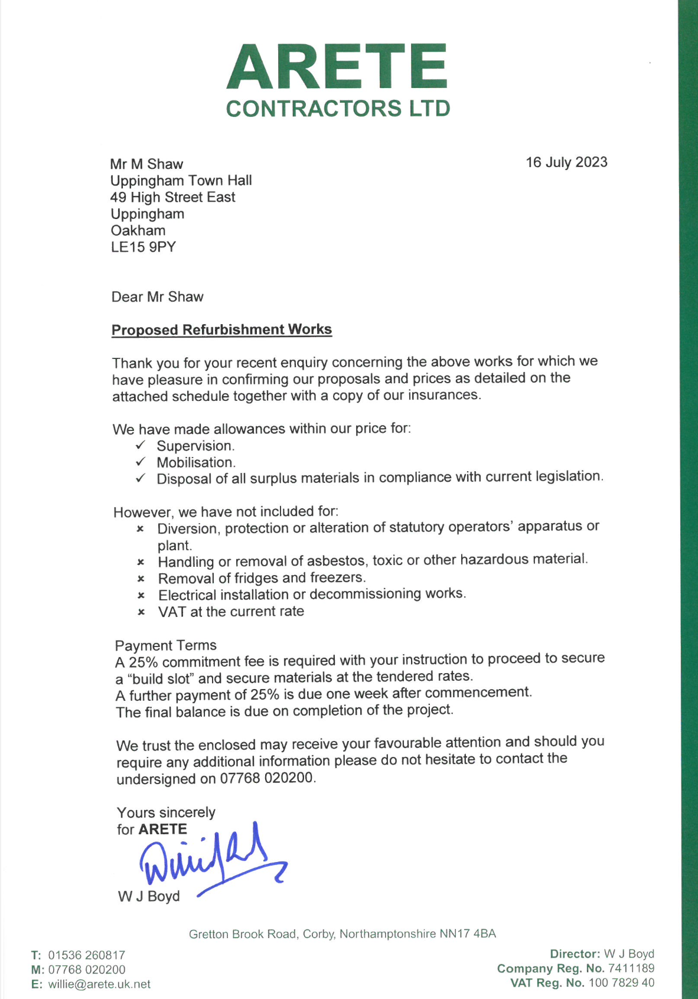 ARETE
CONTRACTORS LTD
Mr M Shaw
16 July 2023
Uppingham Town Hall
49 High Street East
Uppingham
Oakham
LE15 9PY
Dear Mr Shaw
Proposed Refurbishment Works
Thank you for your recent enquiry concerning the above works for which we
have pleasure in confirming our proposals and prices as detailed on the
attached schedule together with a copy of our insurances.
We have made allowances within our price for:
✓ Supervision.
✓ Mobilisation.
✓ Disposal of all surplus materials in compliance with current legislation.
However, we have not included for:
× Diversion, protection or alteration of statutory operators’ apparatus or
plant.
× Handling or removal of asbestos, toxic or other hazardous material.
× Removal of fridges and freezers.
× Electrical installation or decommissioning works.
× VAT at the current rate
Payment Terms
A 25% commitment fee is required with your instruction to proceed to secure
a “build slot” and secure materials at the tendered rates.
A further payment of 25% is due one week after commencement.
The final balance is due on completion of the project.
We trust the enclosed may receive your favourable attention and should you
require any additional information please do not hesitate to contact the
undersigned on 07768 020200.
Yours sincerely
for ARETE
W J Boyd
Gretton Brook Road, Corby, Northamptonshire NN17 4BA
T: 01536 260817
M: 07768 020200
E: willie@arete.uk.net
Director: W J Boyd
Company Reg. No. 7411189
VAT Reg. No. 100 7829 40